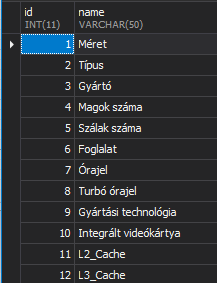 id name
INT(11) VARCHAR(50)
1 Méret
2 Típus
3 Gyártó
4 Magok száma
5 Szálak száma
6 Foglalat
7 Órajel
8 Turbó órajel
9 Gyártási technológia
10 Integrált videókártya
11 L2_Cache
12 L3_Cache